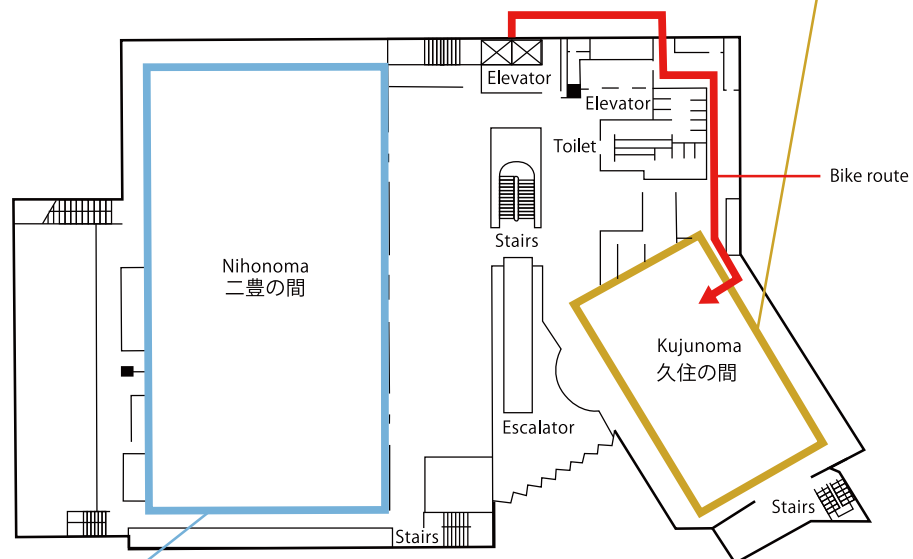 Elevator
Elevator
Toilet
Bike route
Stairs
Nihonoma
二豊の間
Kujunoma
久住の間
Escalator
Stairs
Stairs